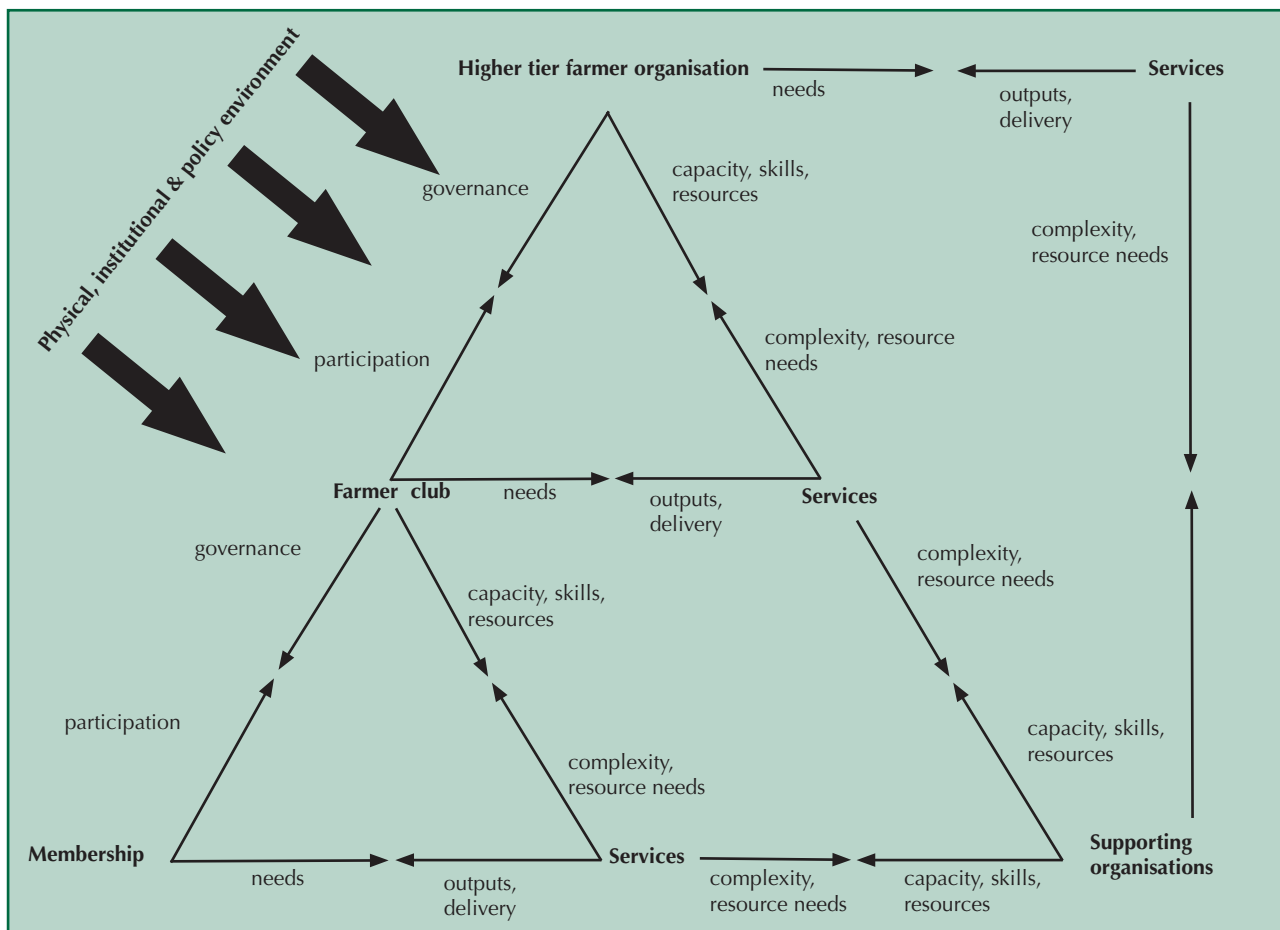 Physical, institutional & policy environment
Higher tier farmer organisation
needs
outputs,
delivery
Services
governance
capacity, skills,
resources
complexity,
resource needs
participation
complexity, resource
needs
Farmer club
needs
outputs,
delivery
Services
governance
capacity, skills,
resources
complexity,
resource needs
participation
complexity,
resource needs
capacity, skills,
resources
Membership
needs
outputs,
delivery
Services
complexity,
resource needs
capacity, skills,
resources
Supporting
organisations